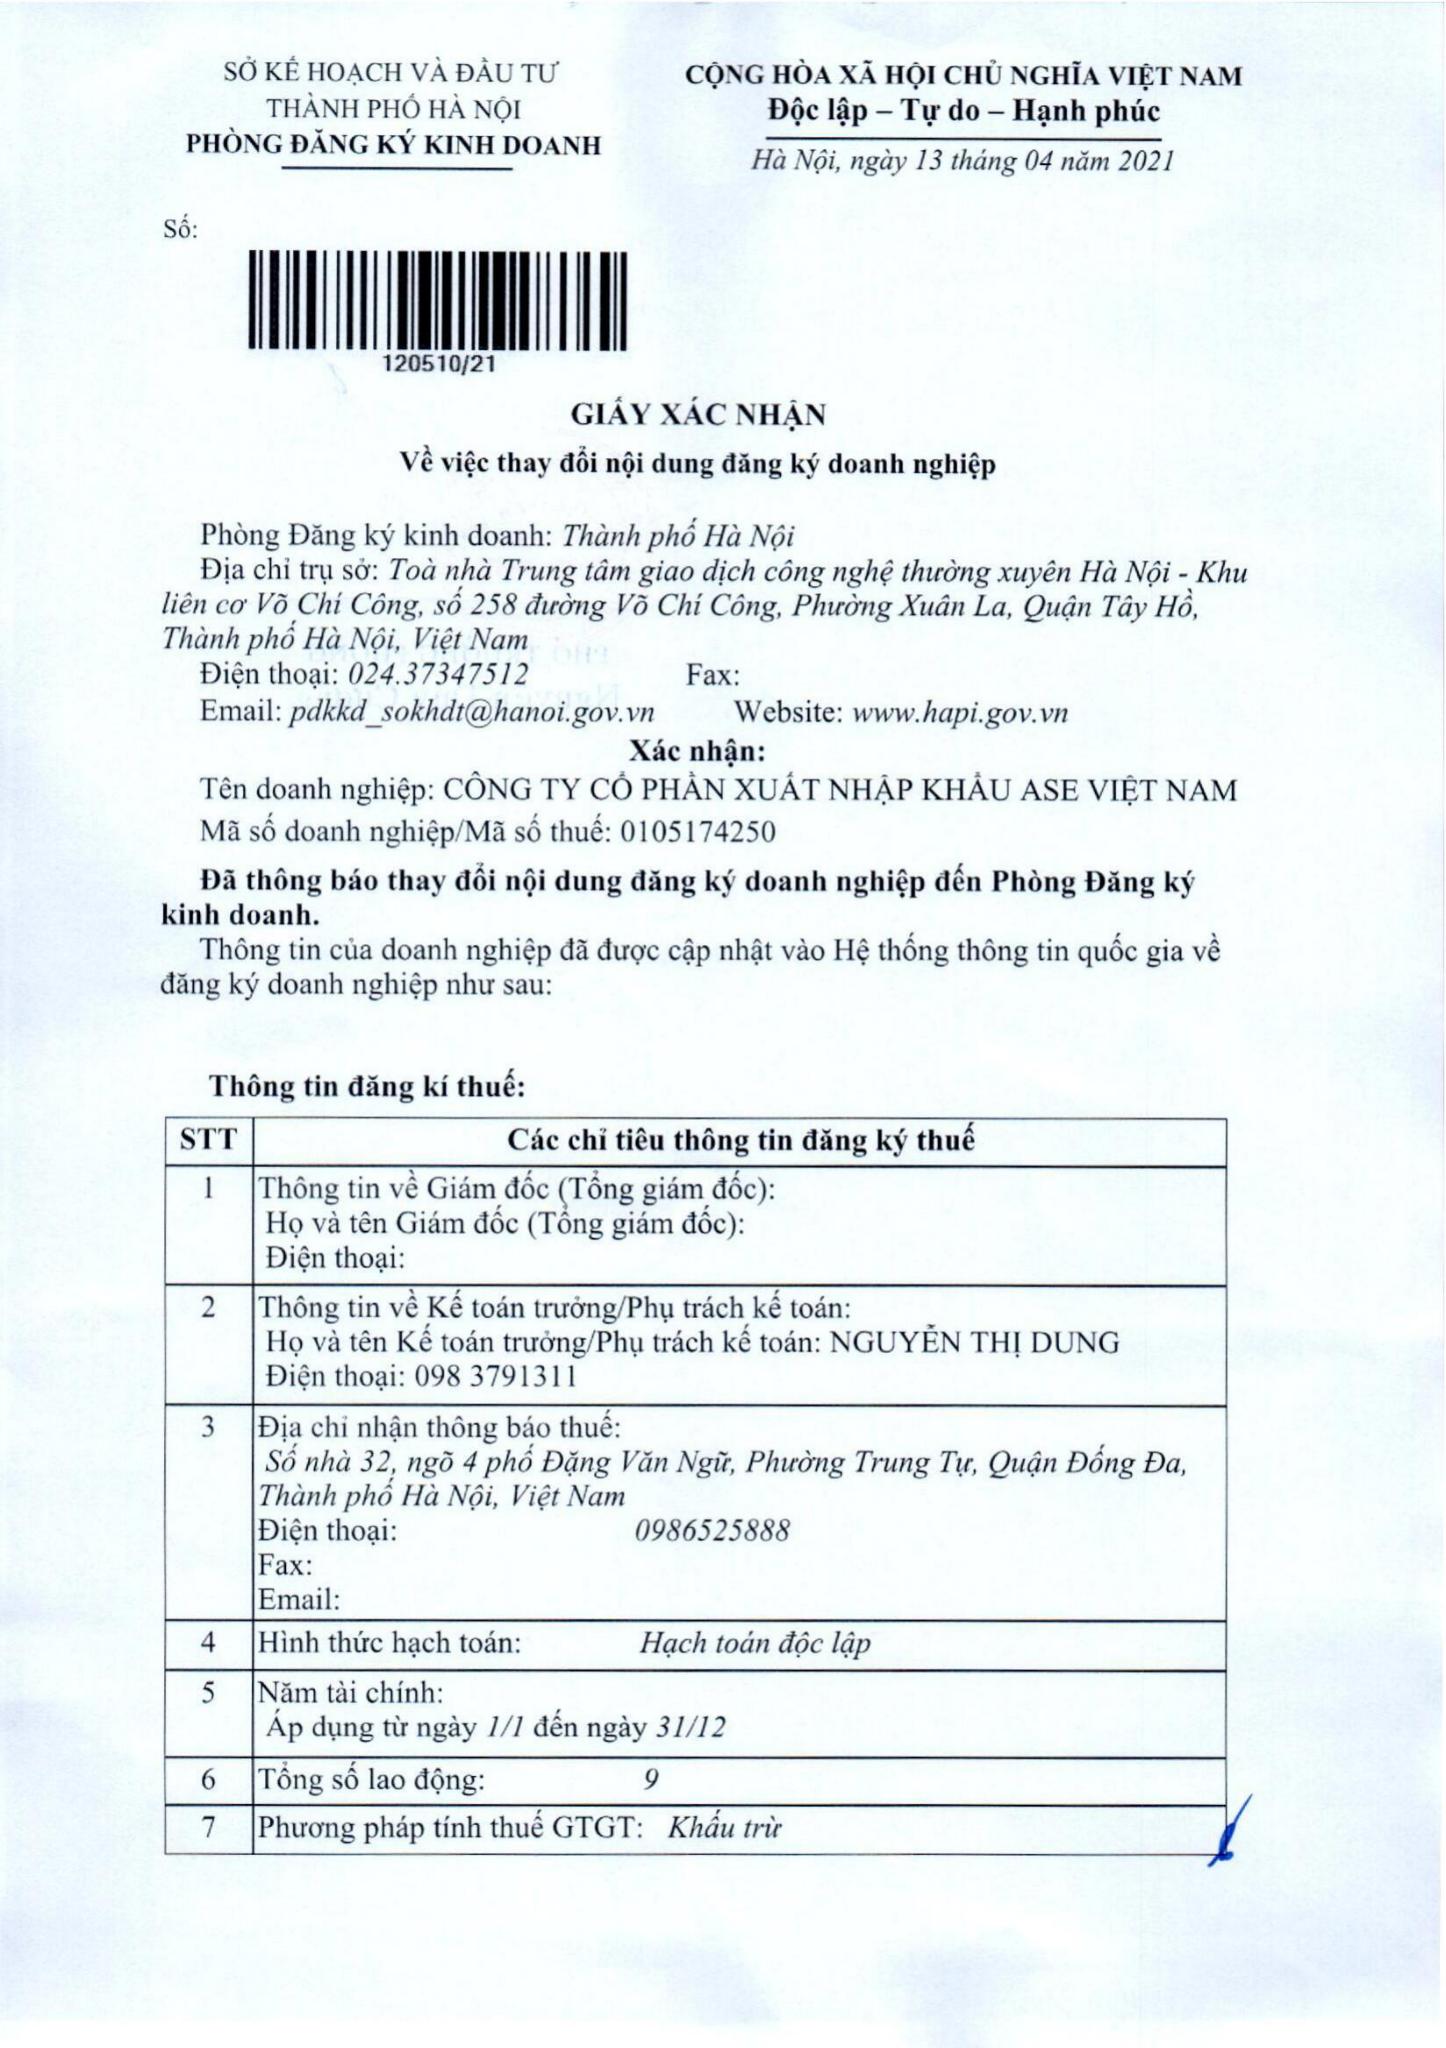 SỞ KẾ HOẠCH VÀ ĐẦU TƯ
THÀNH PHỐ HÀ NỘI
PHÒNG ĐĂNG KÝ KINH DOANH
CỘNG HÒA XÃ HỘI CHỦ NGHĨA VIỆT NAM
Độc lập – Tự do – Hạnh phúc
Hà Nội, ngày 13 tháng 04 năm 2021
Số:
120510/21
GIẤY XÁC NHẬN
Về việc thay đổi nội dung đăng ký doanh nghiệp
Phòng Đăng ký kinh doanh: Thành phố Hà Nội
Địa chỉ trụ sở: Toà nhà Trung tâm giao dịch công nghệ thường xuyên Hà Nội - Khu
liên cơ Võ Chí Công, số 258 đường Võ Chí Công, Phường Xuân La, Quận Tây Hồ,
Thành phố Hà Nội, Việt Nam
Điện thoại: 024.37347512 Fax:
Email: pdkkd_sokhdt@hanoi.gov.vn Website: www.hapi.gov.vn
Xác nhận:
Tên doanh nghiệp: CÔNG TY CỔ PHẦN XUẤT NHẬP KHẨU ASE VIỆT NAM
Mã số doanh nghiệp/Mã số thuế: 0105174250
Đã thông báo thay đổi nội dung đăng ký doanh nghiệp đến Phòng Đăng ký
kinh doanh.
Thông tin của doanh nghiệp đã được cập nhật vào Hệ thống thông tin quốc gia về
đăng ký doanh nghiệp như sau:
Thông tin đăng kí thuế:
STT Các chỉ tiêu thông tin đăng ký thuế
1 Thông tin về Giám đốc (Tổng giám đốc):
Họ và tên Giám đốc (Tổng giám đốc):
Điện thoại:
2 Thông tin về Kế toán trưởng/Phụ trách kế toán:
Họ và tên Kế toán trưởng/Phụ trách kế toán: NGUYỄN THỊ DUNG
Điện thoại: 098 3791311
3 Địa chỉ nhận thông báo thuế:
Số nhà 32, ngõ 4 phố Đặng Văn Ngữ, Phường Trung Tự, Quận Đống Đa,
Thành phố Hà Nội, Việt Nam
Điện thoại: 0986525888
Fax:
Email:
4 Hình thức hạch toán: Hạch toán độc lập
5 Năm tài chính:
Áp dụng từ ngày 1/1 đến ngày 31/12
6 Tổng số lao động: 9
7 Phương pháp tính thuế GTGT: Khấu trừ